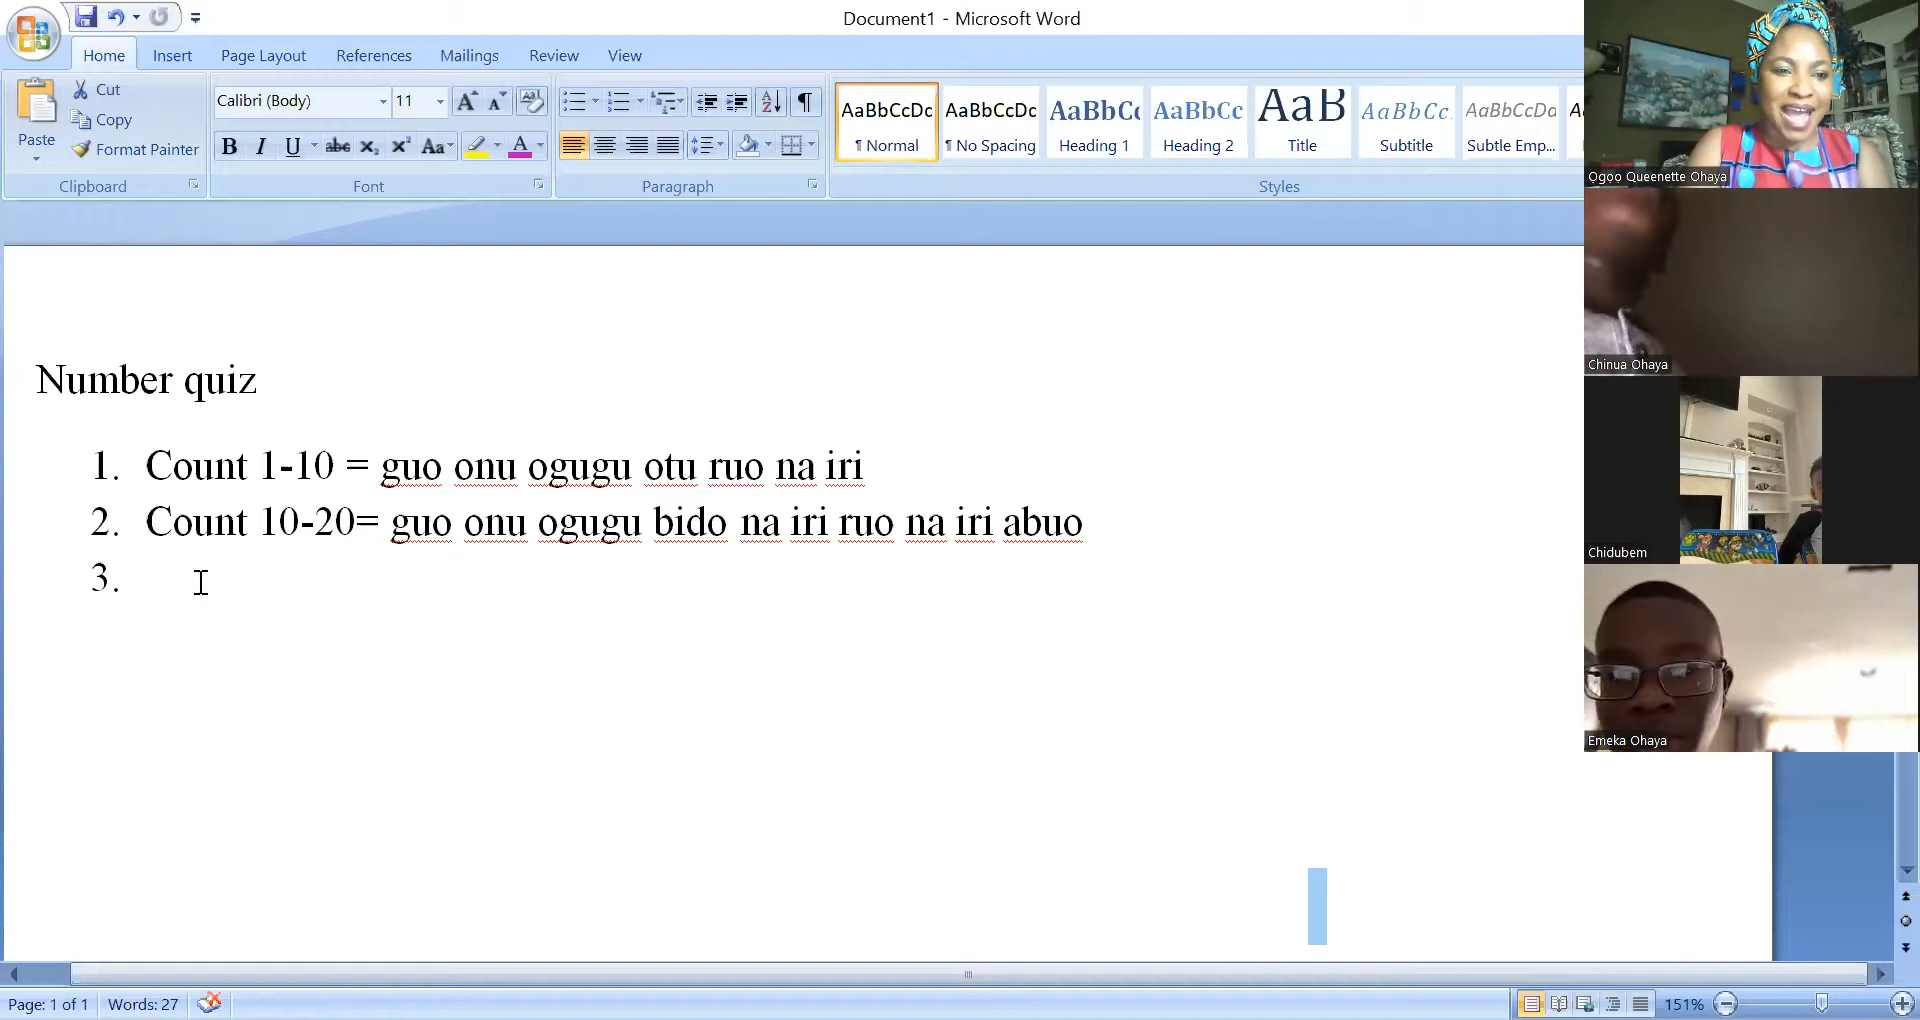 Document1 - Microsoft Word
Home Insert Page Layout References Mailings Review View
Cut
Copy
Format Painter
Paste
Clipboard
Calibri (Body) 11
Font
Paragraph
AaBbCcDc AaBbCcDc AaBbCc AaBbCc AaB AaBbCc. AaBbCcDa
¶ Normal ¶ No Spacing Heading 1 Heading 2 Title Subtitle Subtle Emp...
Styles
Ogoo Queenette Ohaya
Chinua Ohaya
Chidubem
Emeka Ohaya
Number quiz
1. Count 1-10 = guo onu ogugu otu ruo na iri
2. Count 10-20= guo onu ogugu bido na iri ruo na iri abuo
3.
Page: 1 of 1 Words: 27
151%